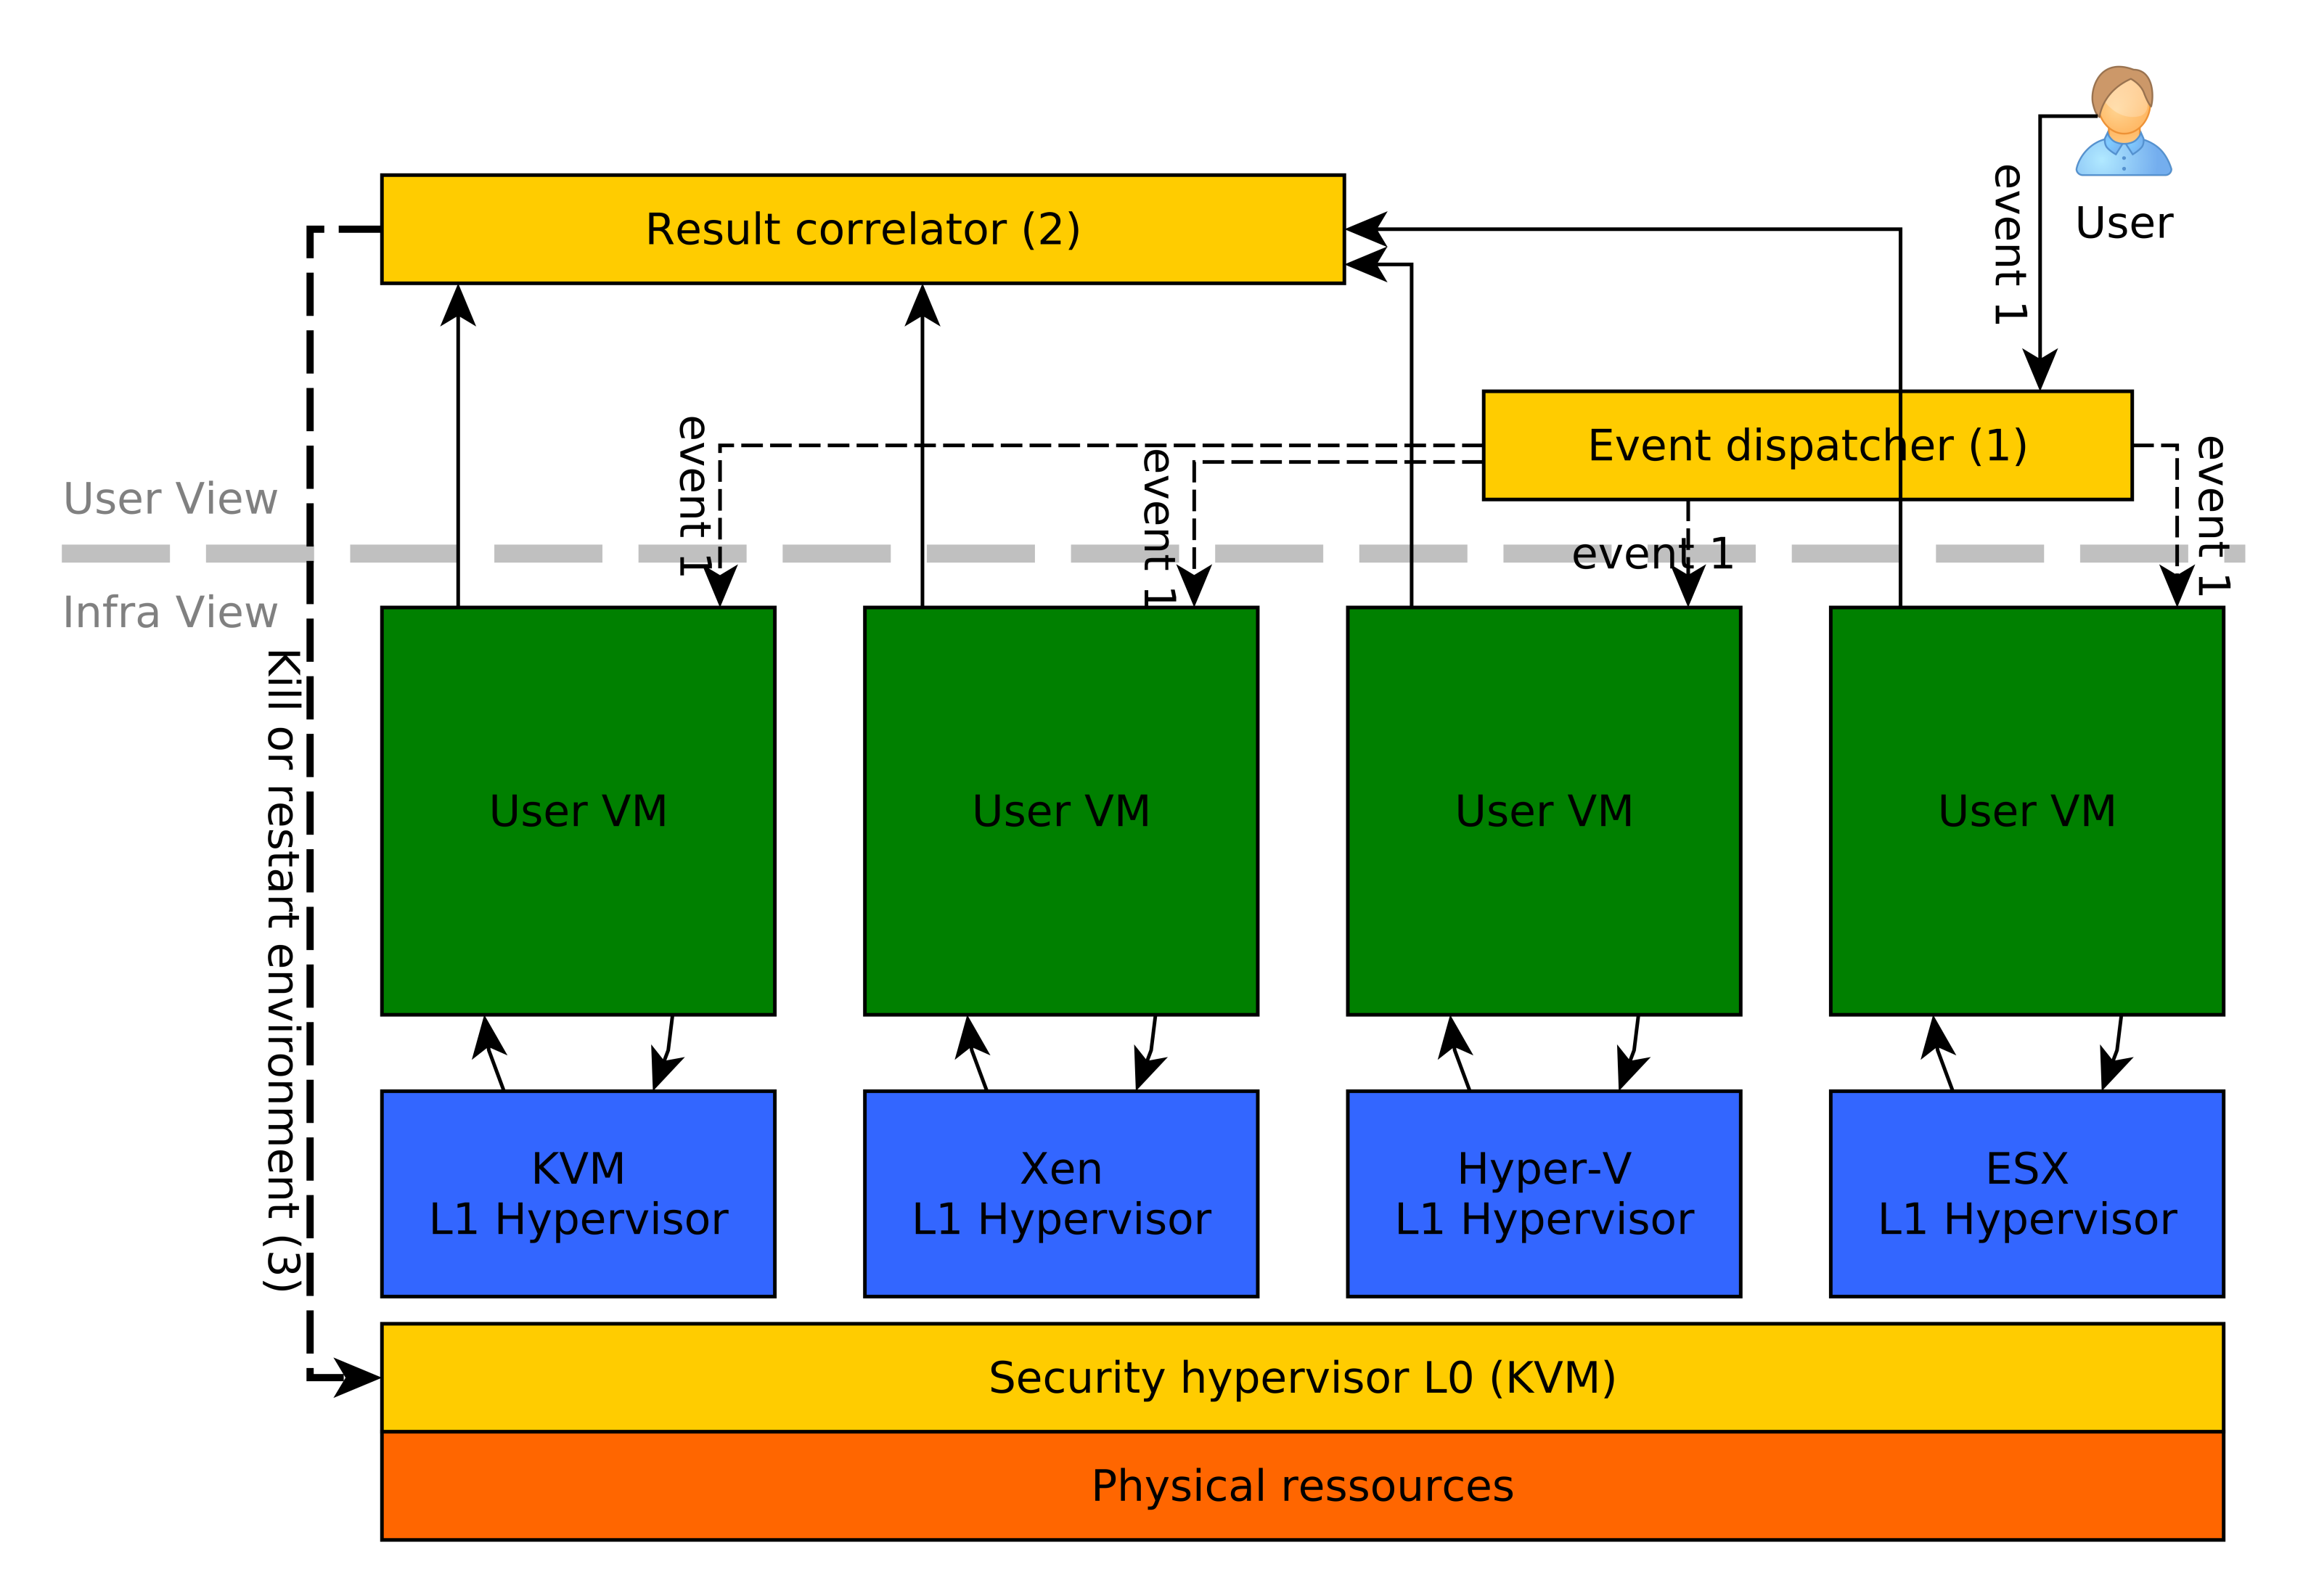 User
event 1
Result correlator (2)
Event dispatcher (1)
event 1
event 1
event 1
event 1
User View
Infra View
Kill or restart environment (3)
User VM
User VM
User VM
User VM
KVM
L1 Hypervisor
Xen
L1 Hypervisor
Hyper-V
L1 Hypervisor
ESX
L1 Hypervisor
Security hypervisor L0 (KVM)
Physical ressources